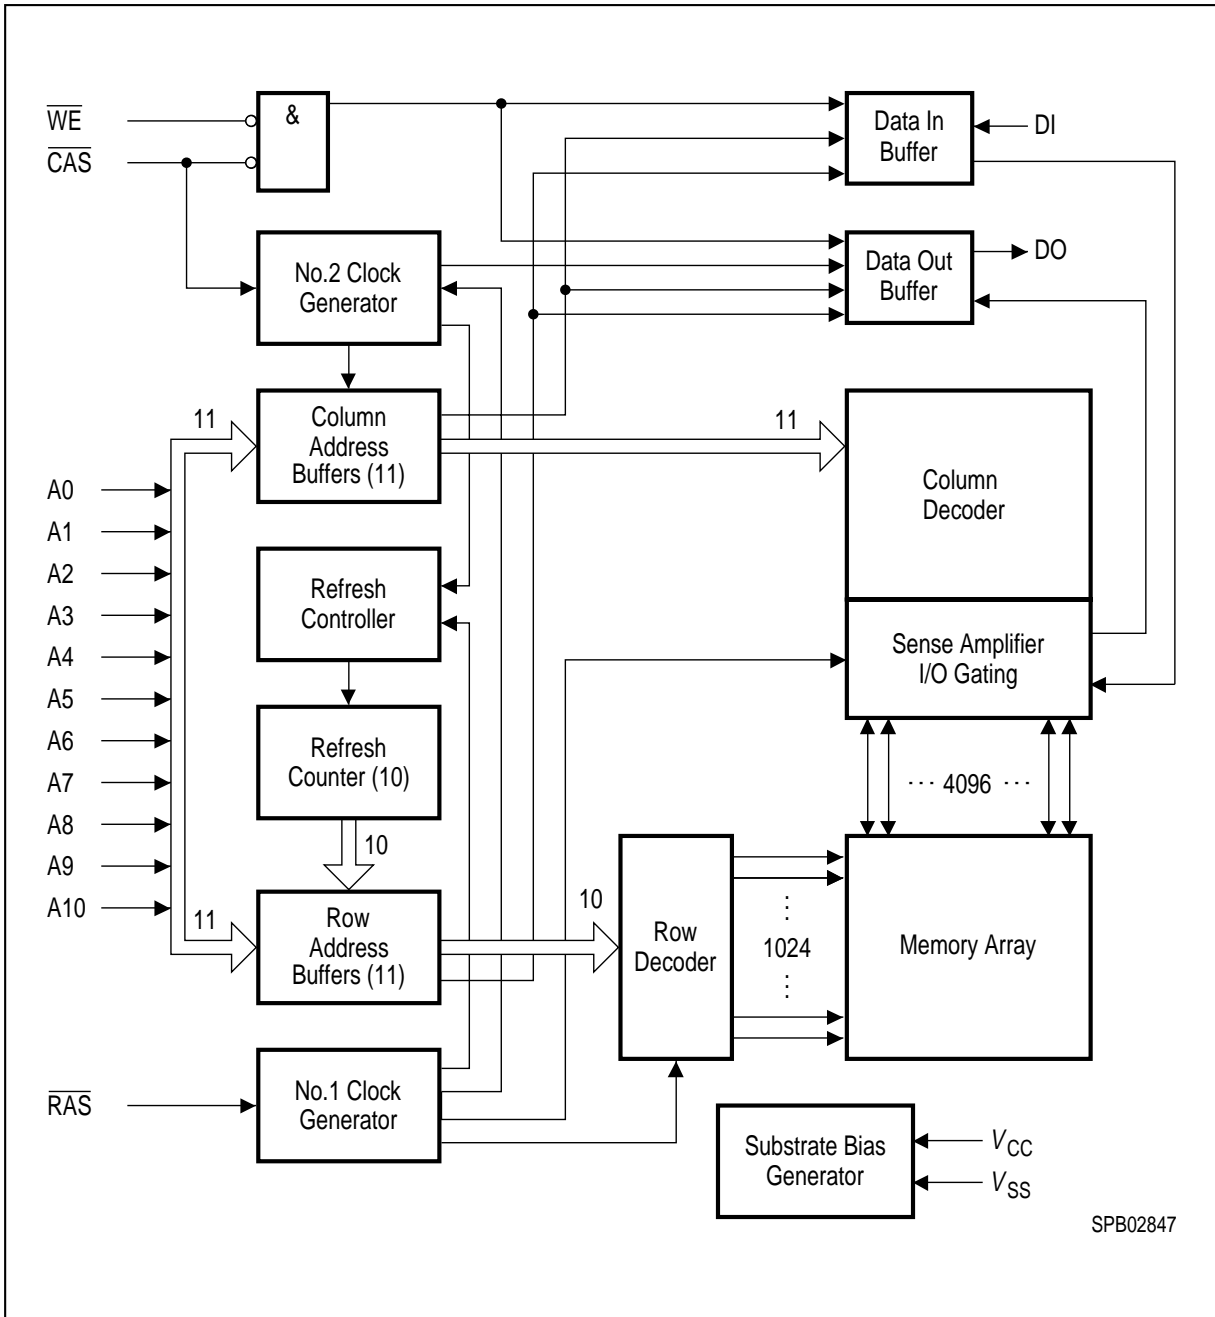 WE
&
Data In
Buffer
DI
CAS
No.2 Clock
Generator
Data Out
Buffer
DO
11
Column
Address
Buffers (11)
11
Column
Decoder
A0
A1
A2
A3
A4
A5
A6
A7
A8
A9
A10
Refresh
Controller
Sense Amplifier
I/O Gating
Refresh
Counter (10)
··· 4096 ···
10
11
Row
Address
Buffers (11)
10
Row
Decoder
1024
Memory Array
RAS
No.1 Clock
Generator
Substrate Bias
Generator
VCC
VSS
SPB02847